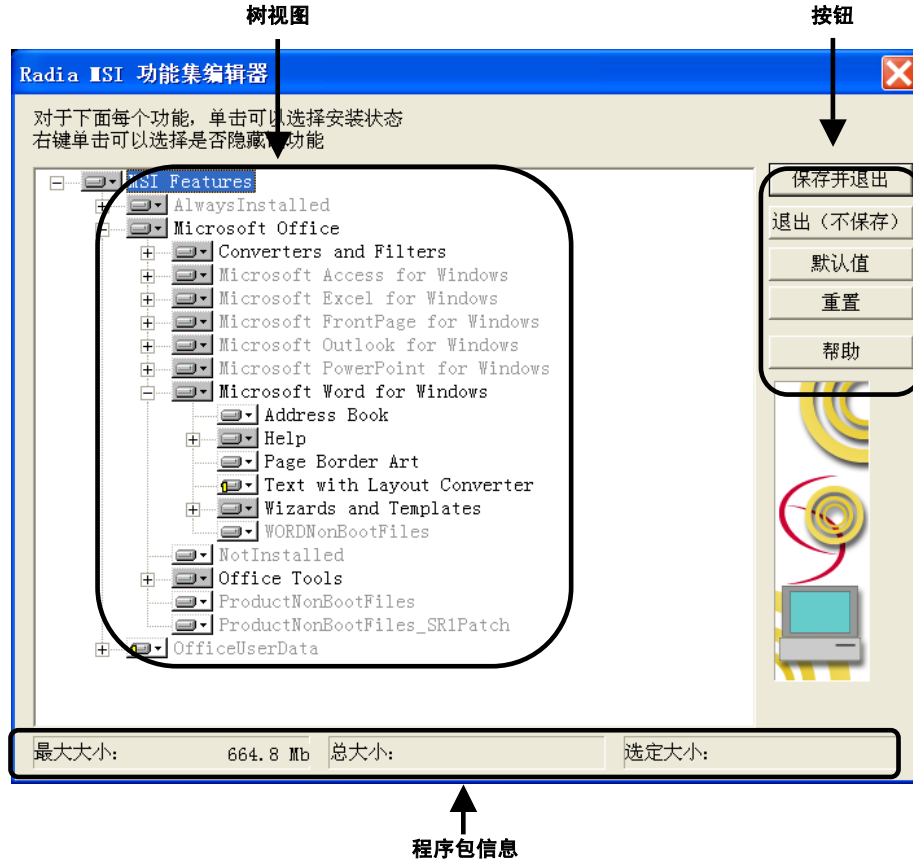 树视图
按钮
Radia MSI 功能集编辑器
对于下面每个功能, 单击可以选择安装状态
右键单击可以选择是否隐藏 功能
MSI Features
AlwaysInstalled
Microsoft Office
Converters and Filters
Microsoft Access for Windows
Microsoft Excel for Windows
Microsoft FrontPage for Windows
Microsoft Outlook for Windows
Microsoft PowerPoint for Windows
Microsoft Word for Windows
Address Book
Help
Page Border Art
Text with Layout Converter
Wizards and Templates
WORDNonBootFiles
NotInstalled
Office Tools
ProductNonBootFiles
ProductNonBootFiles_SR1Patch
OfficeUserData
保存并退出
退出（不保存）
默认值
重置
帮助
最大大小: 664.8 Mb 总大小: 选定大小:
程序包信息